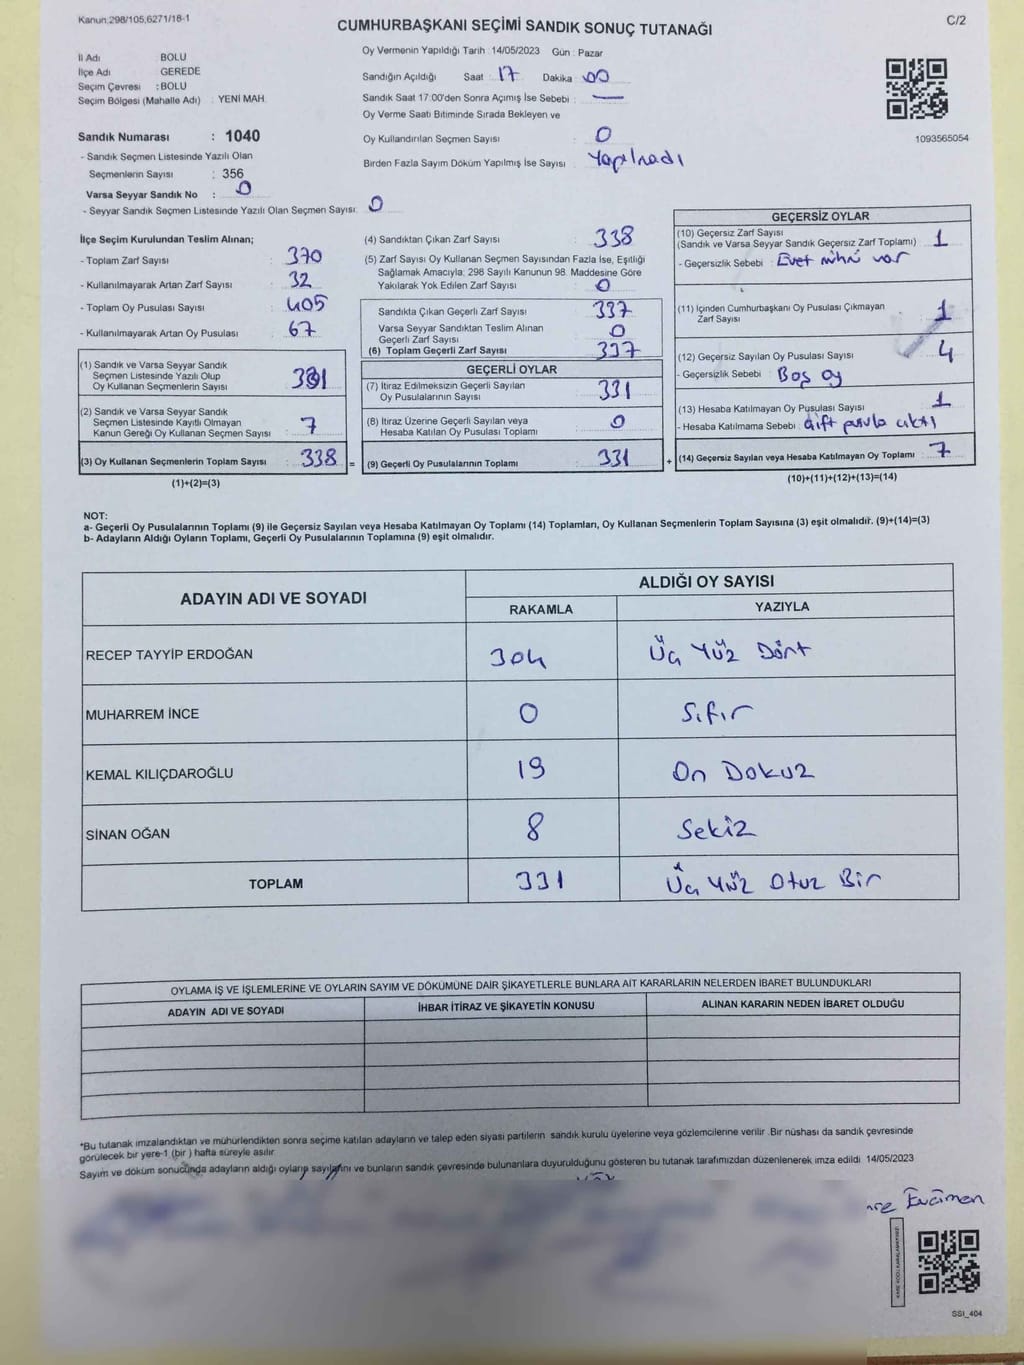 Kanun,298/105,6271/18-1
C/2
CUMHURBAŞKANI SEÇİMİ SANDIK SONUÇ TUTANAĞI
İl Adı : BOLU
İlçe Adı GEREDE
Seçim Çevresi : BOLU
Seçim Bölgesi (Mahalle Adı) : YENİ MAH.
Sandık Numarası : 1040
- Sandık Seçmen Listesinde Yazılı Olan
Seçmenlerin Sayısı : 356
Varsa Seyyar Sandık No : 0
- Seyyar Sandık Seçmen Listesinde Yazılı Olan Seçmen Sayısı: 0
Oy Vermenin Yapıldığı Tarih : 14/05/2023 Gün : Pazar
Sandığın Açıldığı Saat : 17 Dakika : 00
Sandık Saat 17:00'den Sonra Açımış İse Sebebi : —
Oy Verme Saati Bitiminde Sırada Bekleyen ve
Oy Kullandırılan Seçmen Sayısı : 0
Birden Fazla Sayım Döküm Yapılmış İse Sayısı : Yapılmadı
1093565054
İlçe Seçim Kurulundan Teslim Alınan;
- Toplam Zarf Sayısı : 370
- Kullanılmayarak Artan Zarf Sayısı : 32
- Toplam Oy Pusulası Sayısı : 405
- Kullanılmayarak Artan Oy Pusulası : 67
(1) Sandık ve Varsa Seyyar Sandık
Seçmen Listesinde Yazılı Olup
Oy Kullanan Seçmenlerin Sayısı : 331
(2) Sandık ve Varsa Seyyar Sandık
Seçmen Listesinde Kayıtlı Olmayan
Kanun Gereği Oy Kullanan Seçmen Sayısı : 7
(3) Oy Kullanan Seçmenlerin Toplam Sayısı : 338 =
(1)+(2)=(3)
(4) Sandıktan Çıkan Zarf Sayısı : 338
(5) Zarf Sayısı Oy Kullanan Seçmen Sayısından Fazla İse, Eşitliği
Sağlamak Amacıyla; 298 Sayılı Kanunun 98. Maddesine Göre
Yakılarak Yok Edilen Zarf Sayısı : 0
Sandıkta Çıkan Geçerli Zarf Sayısı : 337
Varsa Seyyar Sandıktan Teslim Alınan
Geçerli Zarf Sayısı : 0
(6) Toplam Geçerli Zarf Sayısı : 337
GEÇERLİ OYLAR
(7) İtiraz Edilmeksizin Geçerli Sayılan
Oy Pusulalarının Sayısı : 331
(8) İtiraz Üzerine Geçerli Sayılan veya
Hesaba Katılan Oy Pusulası Toplamı : 0
(9) Geçerli Oy Pusulalarının Toplamı : 331 +
GEÇERSİZ OYLAR
(10) Geçersiz Zarf Sayısı
(Sandık ve Varsa Seyyar Sandık Geçersiz Zarf Toplamı) : 1
- Geçersizlik Sebebi : Evet mührü var
(11) İçinden Cumhurbaşkanı Oy Pusulası Çıkmayan
Zarf Sayısı : 1
(12) Geçersiz Sayılan Oy Pusulası Sayısı : 4
- Geçersizlik Sebebi : Boş oy
(13) Hesaba Katılmayan Oy Pusulası Sayısı : 1
- Hesaba Katılmama Sebebi : Çift pusula çıktı
(14) Geçersiz Sayılan veya Hesaba Katılmayan Oy Toplamı : 7
(10)+(11)+(12)+(13)=(14)
NOT:
a- Geçerli Oy Pusulalarının Toplamı (9) ile Geçersiz Sayılan veya Hesaba Katılmayan Oy Toplamı (14) Toplamları, Oy Kullanan Seçmenlerin Toplam Sayısına (3) eşit olmalıdır. (9)+(14)=(3)
b- Adayların Aldığı Oyların Toplamı, Geçerli Oy Pusulalarının Toplamına (9) eşit olmalıdır.
ADAYIN ADI VE SOYADI ALDIĞI OY SAYISI
RAKAMLA YAZIYLA
RECEP TAYYİP ERDOĞAN 304 Üç Yüz Dört
MUHARREM İNCE 0 Sıfır
KEMAL KILIÇDAROĞLU 19 On Dokuz
SİNAN OĞAN 8 Sekiz
TOPLAM 331 Üç Yüz Otuz Bir
OYLAMA İŞ VE İŞLEMLERİNE VE OYLARIN SAYIM VE DÖKÜMÜNE DAİR ŞİKAYETLERLE BUNLARA AİT KARARLARIN NELERDEN İBARET BULUNDUKLARI
ADAYIN ADI VE SOYADI İHBAR İTİRAZ VE ŞİKAYETİN KONUSU ALINAN KARARIN NEDEN İBARET OLDUĞU
*Bu tutanak imzalandıktan ve mühürlendikten sonra seçime katılan adayların ve talep eden siyasi partilerin sandık kurulu üyelerine veya gözlemcilerine verilir. Bir nüshası da sandık çevresinde
görülecek bir yere-1 (bir ) hafta süreyle asılır.
Sayım ve döküm sonucunda adayların aldığı oyların sayılarını ve bunların sandık çevresinde bulunanlara duyurulduğunu gösteren bu tutanak tarafımızdan düzenlenerek imza edildi. 14/05/2023
Encümen
SSI_404